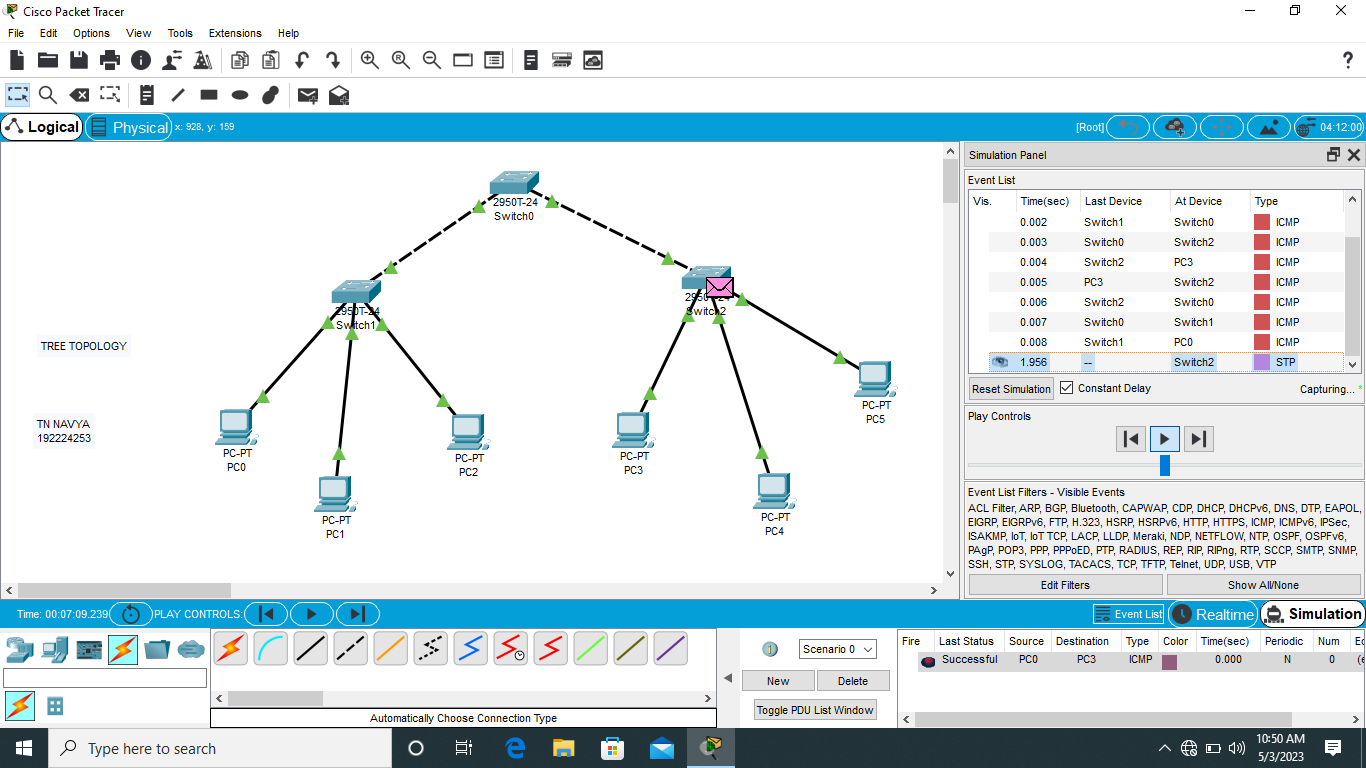 Cisco Packet Tracer
File Edit Options View Tools Extensions Help
Logical Physical x: 928, y: 159 [Root] 04:12:00
2950T-24
Switch0
2950T-24
Switch1
2950T-24
Switch2
TREE TOPOLOGY
TN NAVYA
192224253
PC-PT
PC0
PC-PT
PC1
PC-PT
PC2
PC-PT
PC3
PC-PT
PC4
PC-PT
PC5
Simulation Panel
Event List
Vis. Time(sec) Last Device At Device Type
0.002 Switch1 Switch0 ICMP
0.003 Switch0 Switch2 ICMP
0.004 Switch2 PC3 ICMP
0.005 PC3 Switch2 ICMP
0.006 Switch2 Switch0 ICMP
0.007 Switch0 Switch1 ICMP
0.008 Switch1 PC0 ICMP
1.956 -- Switch2 STP
Reset Simulation Constant Delay Capturing... *
Play Controls
Event List Filters - Visible Events
ACL Filter, ARP, BGP, Bluetooth, CAPWAP, CDP, DHCP, DHCPv6, DNS, DTP, EAPOL,
EIGRP, EIGRPv6, FTP, H.323, HSRP, HSRPv6, HTTP, HTTPS, ICMP, ICMPv6, IPSec,
ISAKMP, IoT, IoT TCP, LACP, LLDP, Meraki, NDP, NETFLOW, NTP, OSPF, OSPFv6,
PAgP, POP3, PPP, PPPoED, PTP, RADIUS, REP, RIP, RIPng, RTP, SCCP, SMTP, SNMP,
SSH, STP, SYSLOG, TACACS, TCP, TFTP, Telnet, UDP, USB, VTP
Edit Filters Show All/None
Time: 00:07:09.239 PLAY CONTROLS: Event List Realtime Simulation
Scenario 0
New Delete
Toggle PDU List Window
Automatically Choose Connection Type
Fire Last Status Source Destination Type Color Time(sec) Periodic Num
Successful PC0 PC3 ICMP 0.000 N 0
Type here to search
10:50 AM
5/3/2023